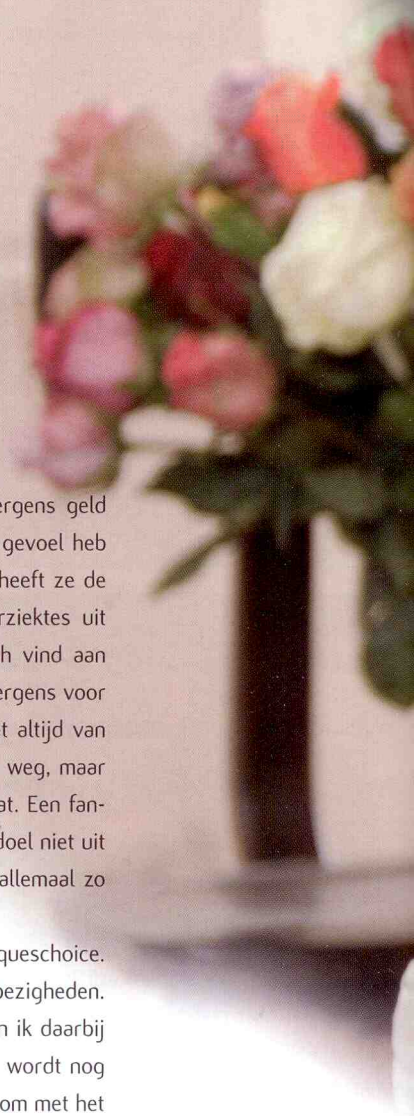 ergens geld
gevoel heb
heeft ze de
rziektes uit
h vind aan
ergens voor
t altijd van
weg, maar
at. Een fan-
doel niet uit
allemaal zo
queschoice.
bezigheden.
n ik daarbij
wordt nog
om met het